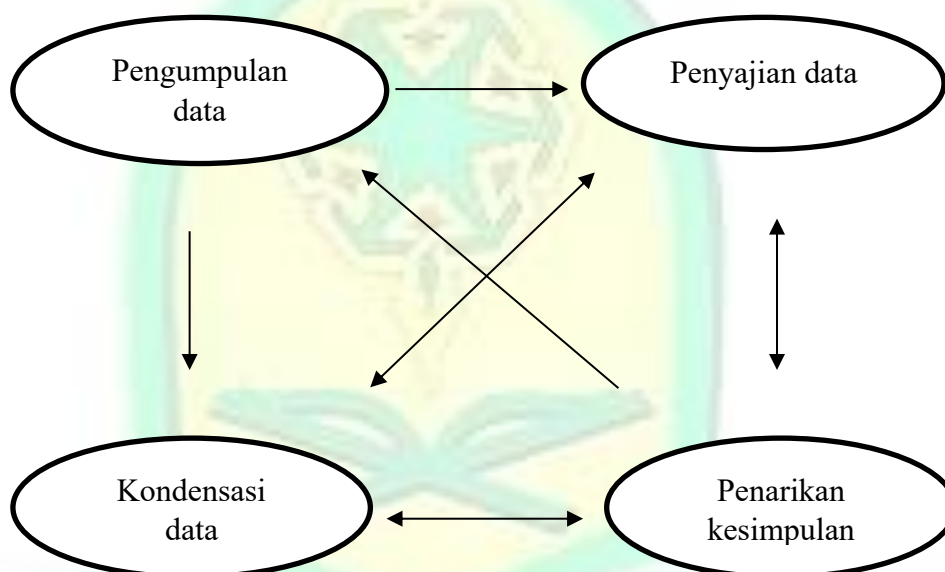 Pengumpulan
data
Penyajian data
Kondensasi
data
Penarikan
kesimpulan